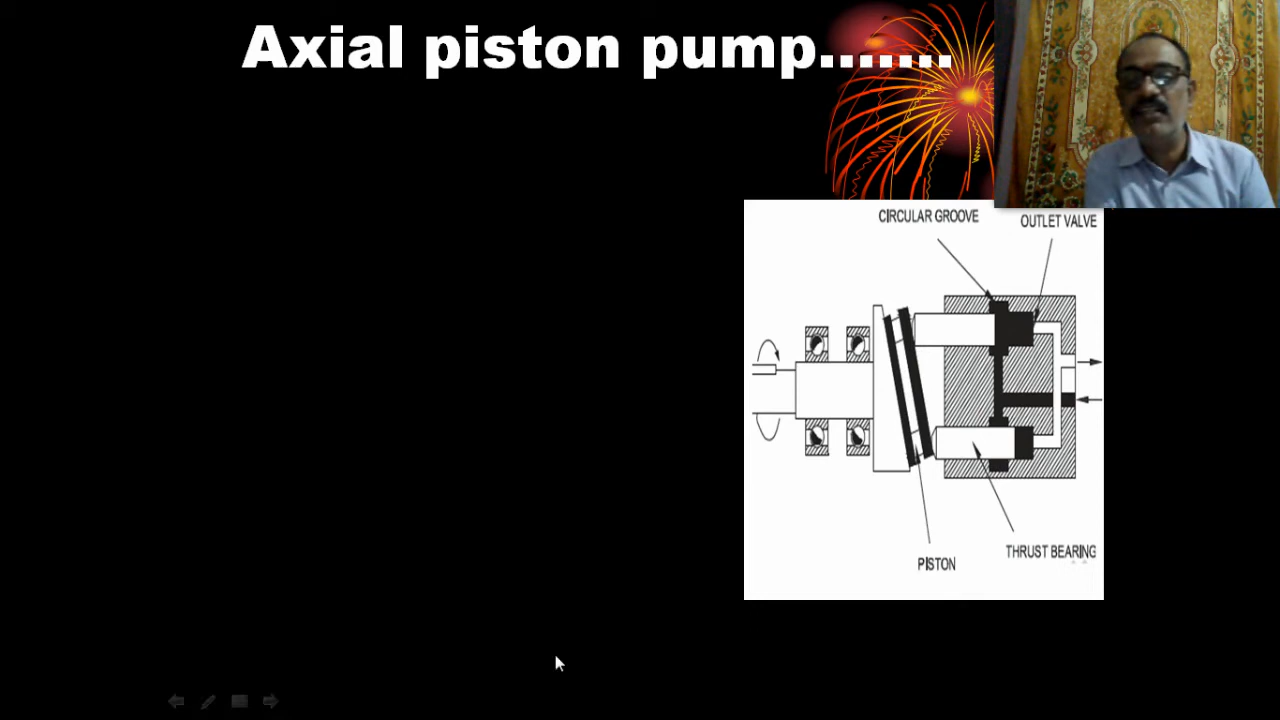 Axial piston pump.......
CIRCULAR GROOVE
OUTLET VALVE
THRUST BEARING
PISTON